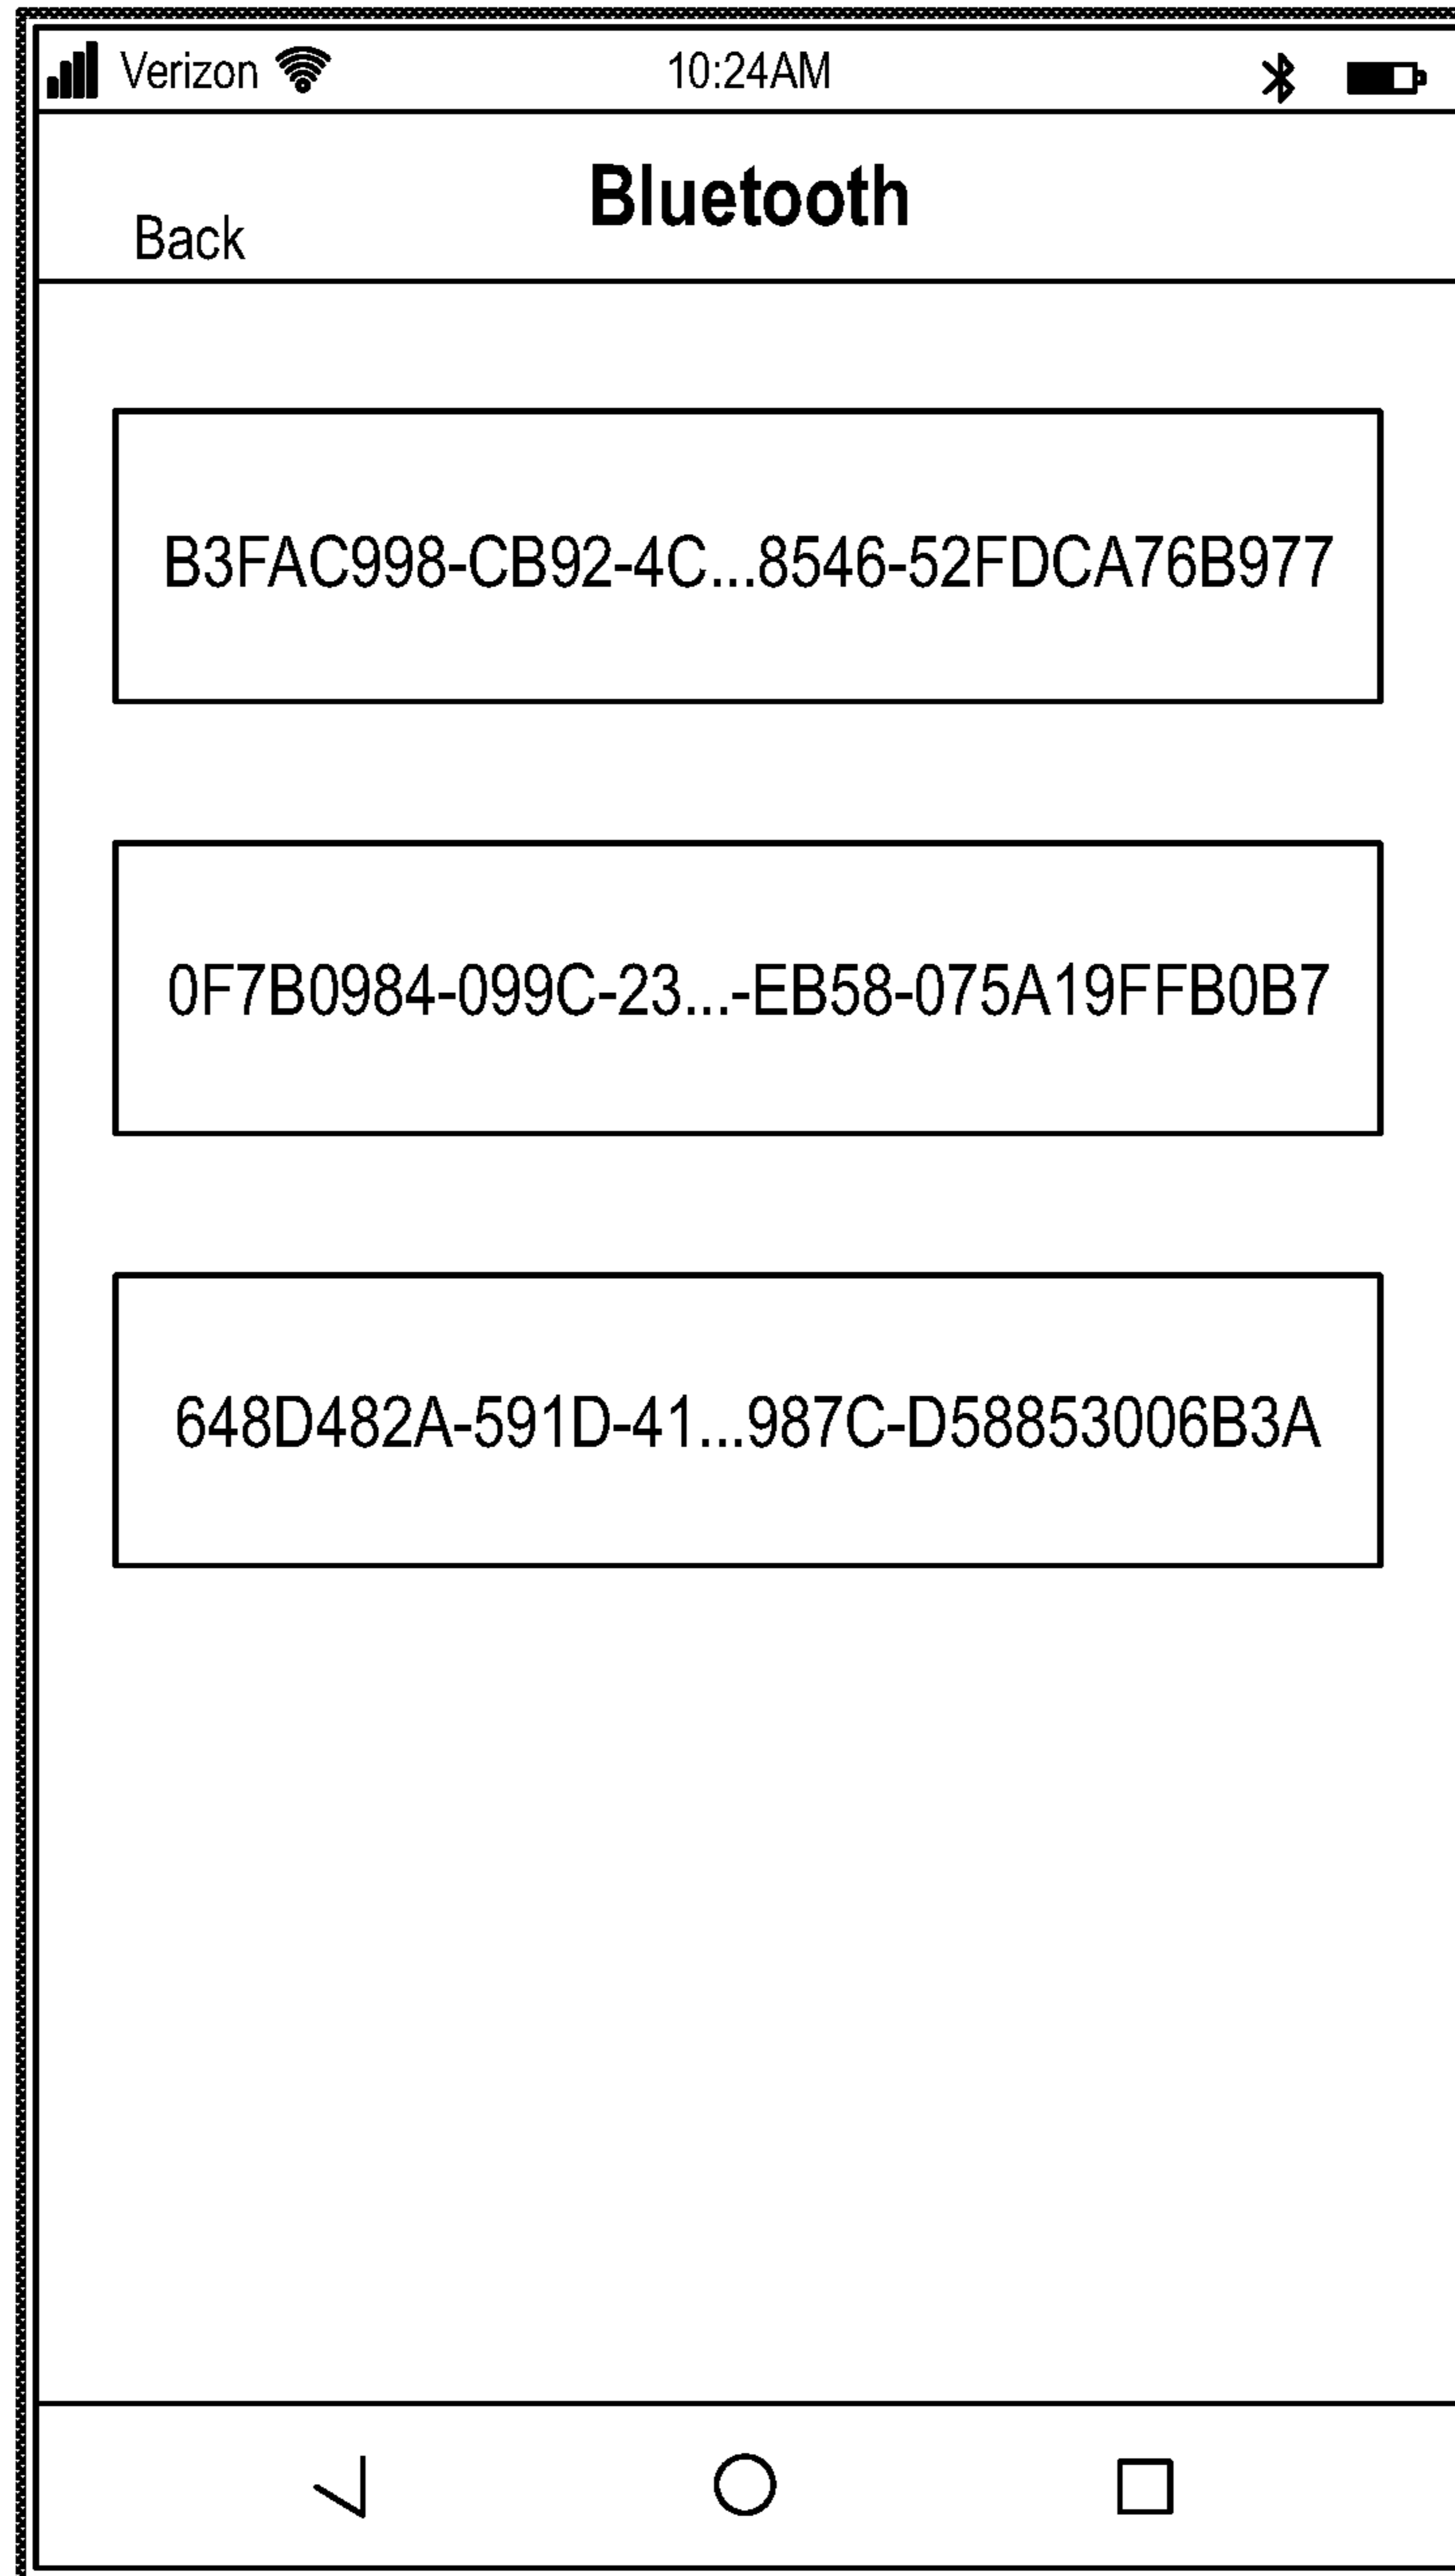 Verizon 10:24AM
Bluetooth
Back
B3FAC998-CB92-4C...8546-52FDCA76B977
0F7B0984-099C-23...-EB58-075A19FFB0B7
648D482A-591D-41...987C-D58853006B3A